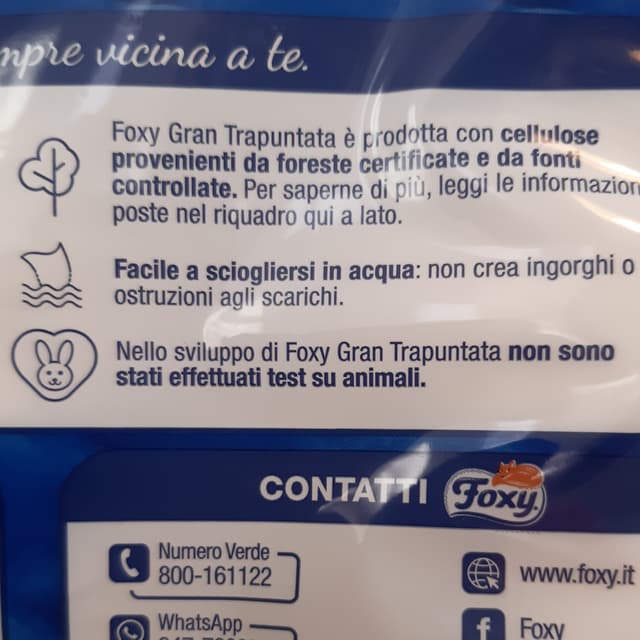 vicina a te.
Foxy Gran Trapuntata è prodotta con cellulose
provenienti da foreste certificate e da fonti
controllate. Per saperne di più, leggi le informazion
poste nel riquadro qui a lato.
Facile a sciogliersi in acqua: non crea ingorghi o
ostruzioni agli scarichi.
Nello sviluppo di Foxy Gran Trapuntata non sono
stati effettuati test su animali.
CONTATTI Foxy
Numero Verde
800-161122
www.foxy.it
WhatsApp
Foxy